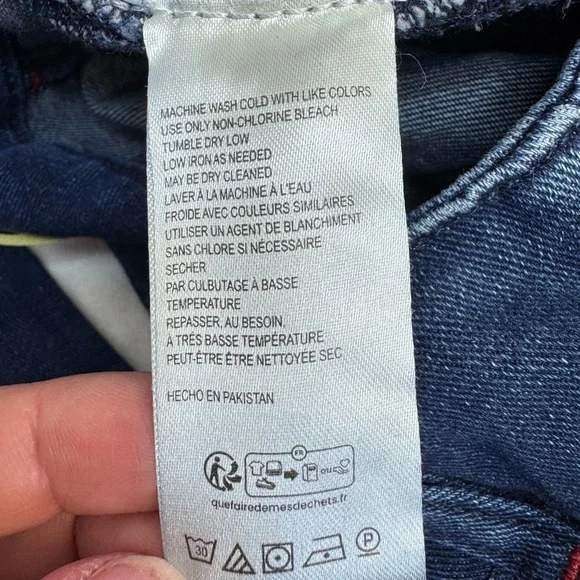 MACHINE WASH COLD WITH LIKE COLORS
USE ONLY NON-CHLORINE BLEACH
TUMBLE DRY LOW
LOW IRON AS NEEDED
MAY BE DRY CLEANED
LAVER À LA MACHINE À L'EAU
FROIDE AVEC COULEURS SIMILAIRES
UTILISER UN AGENT DE BLANCHIMENT
SANS CHLORE SI NÉCESSAIRE
SECHER
PAR CULBUTAGE À BASSE
TEMPERATURE
REPASSER, AU BESOIN,
À TRÈS BASSE TEMPÉRATURE
PEUT-ÊTRE ÊTRE NETTOYÉE SEC
HECHO EN PAKISTAN
FR
ou
quefairedemesdechets.fr
30
P